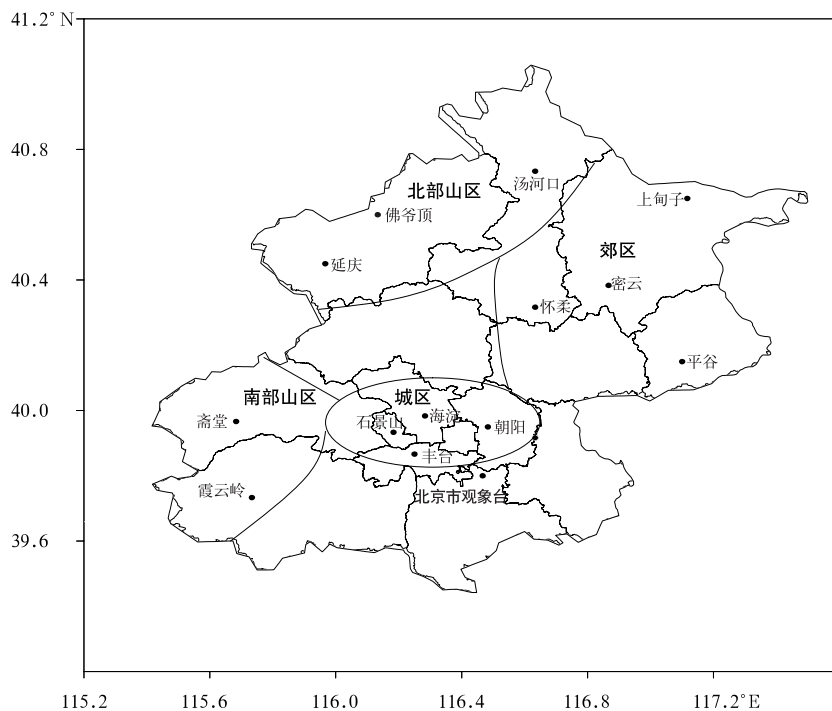 41.2°N
40.8
汤河口
上甸子
北部山区
佛爷顶
郊区
延庆
40.4
密云
怀柔
平谷
南部山区
城区
40.0
斋堂
石景山
海淀
朝阳
丰台
霞云岭
北京市观象台
39.6
115.2
115.6
116.0
116.4
116.8
117.2°E